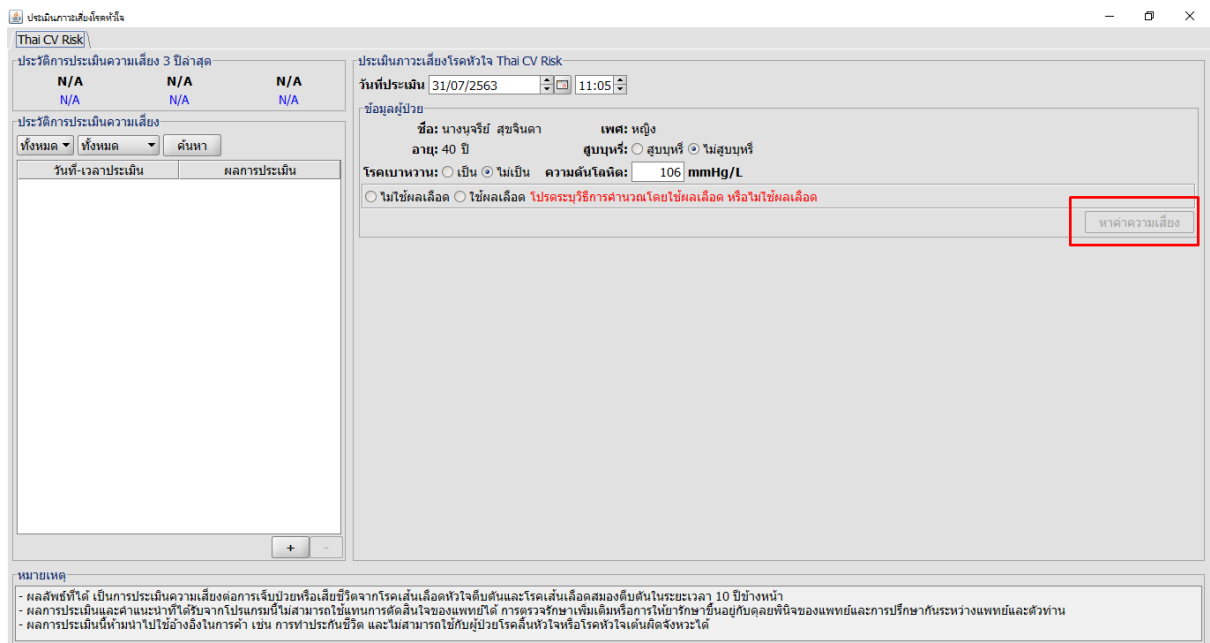 ประเมินภาวะเสี่ยงโรคหัวใจ
Thai CV Risk
ประวัติการประเมินความเสี่ยง 3 ปีล่าสุด
N/A N/A N/A
N/A N/A N/A
ประวัติการประเมินความเสี่ยง
ทั้งหมด ทั้งหมด ค้นหา
วันที่-เวลาประเมิน ผลการประเมิน
+ -
ประเมินภาวะเสี่ยงโรคหัวใจ Thai CV Risk
วันที่ประเมิน 31/07/2563 11:05
ข้อมูลผู้ป่วย
ชื่อ: นางนุจรีย์ สุขจินดา เพศ: หญิง
อายุ: 40 ปี สูบบุหรี่: สูบบุหรี่ ไม่สูบบุหรี่
โรคเบาหวาน: เป็น ไม่เป็น ความดันโลหิต: 106 mmHg/L
ไม่ใช้ผลเลือด ใช้ผลเลือด โปรดระบุวิธีการคำนวณโดยใช้ผลเลือด หรือไม่ใช้ผลเลือด
หาค่าความเสี่ยง
หมายเหตุ
- ผลลัพธ์ที่ได้ เป็นการประเมินความเสี่ยงต่อการเจ็บป่วยหรือเสียชีวิตจากโรคเส้นเลือดหัวใจตีบตันและโรคเส้นเลือดสมองตีบตันในระยะเวลา 10 ปีข้างหน้า
- ผลการประเมินและคำแนะนำที่ได้รับจากโปรแกรมนี้ไม่สามารถใช้แทนการตัดสินใจของแพทย์ได้ การตรวจรักษาเพิ่มเติมหรือการให้ยารักษาขึ้นอยู่กับดุลยพินิจของแพทย์และการปรึกษากันระหว่างแพทย์และตัวท่าน
- ผลการประเมินนี้ห้ามนำไปใช้อ้างอิงในการค้า เช่น การทำประกันชีวิต และไม่สามารถใช้กับผู้ป่วยโรคลิ้นหัวใจหรือโรคหัวใจเต้นผิดจังหวะได้